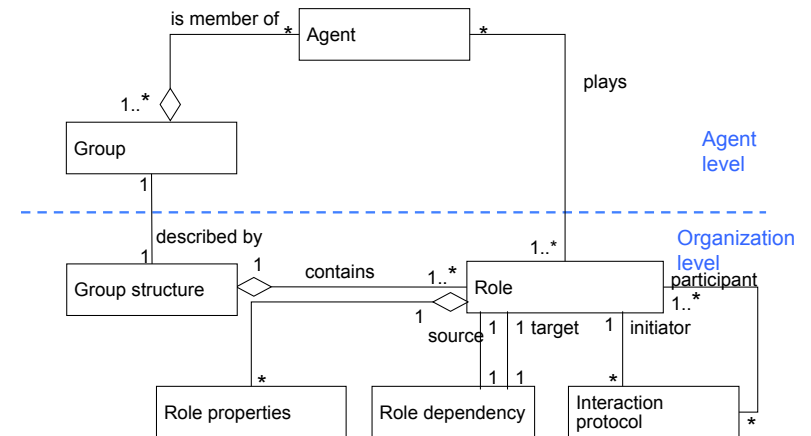 is member of
*
Agent
*
1..*
plays
Group
Agent
level
1
described by
1
1..*
Organization
level
Group structure
1
contains
1..*
Role
participant
1..*
1
source
1
1
target
1
initiator
*
1
1
*
Role properties
Role dependency
Interaction
protocol
*